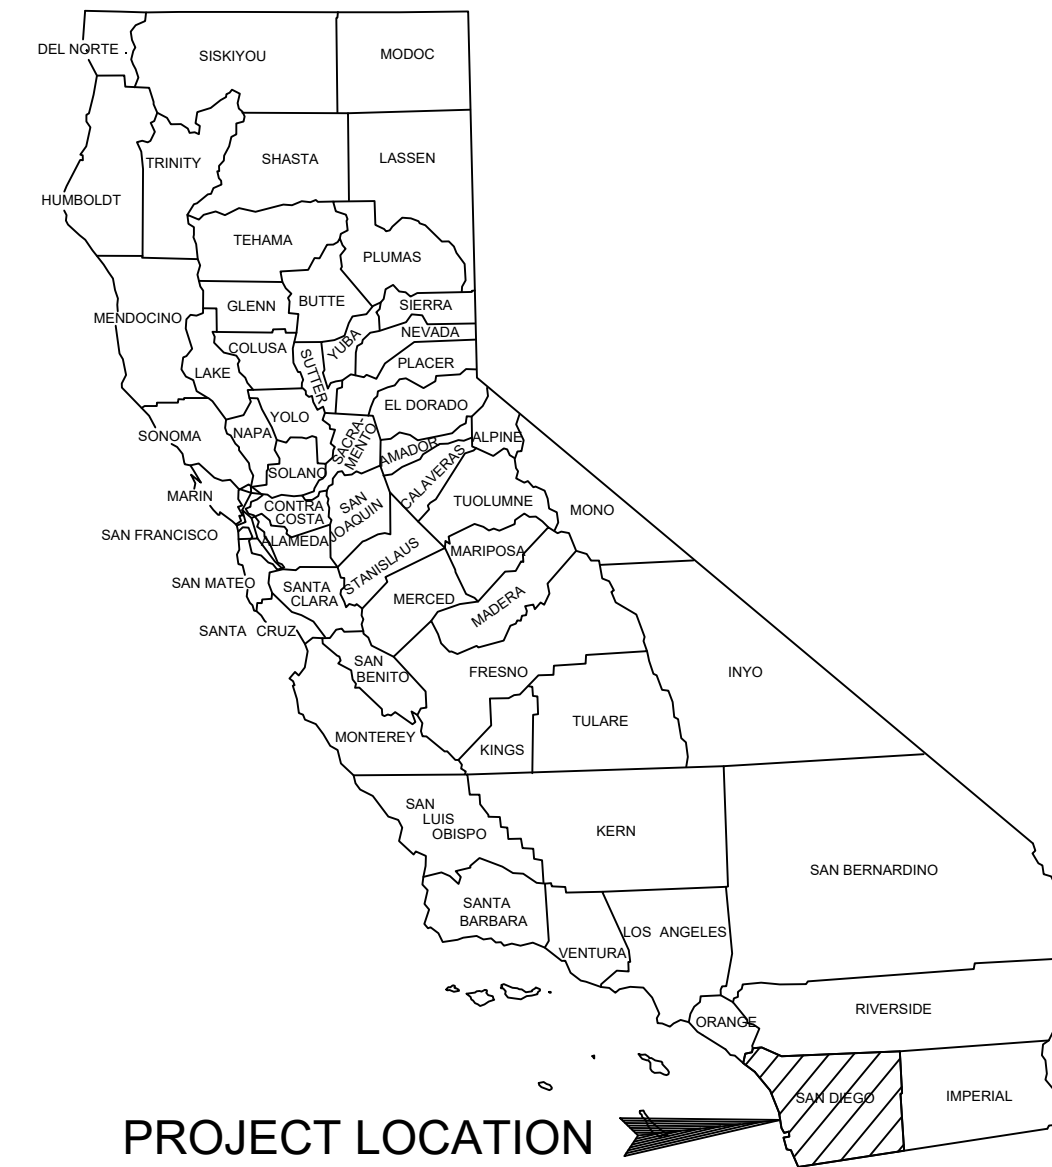 DEL NORTE
SISKIYOU
MODOC
TRINITY
SHASTA
LASSEN
HUMBOLDT
TEHAMA
PLUMAS
MENDOCINO
GLENN
BUTTE
SIERRA
YUBA
NEVADA
COLUSA
SUTTER
PLACER
LAKE
EL DORADO
YOLO
SONOMA
NAPA
SACRA-
MENTO
AMADOR
ALPINE
SOLANO
CALAVERAS
MARIN
TUOLUMNE
CONTRA
COSTA
SAN
JOAQUIN
MONO
SAN FRANCISCO
ALAMEDA
STANISLAUS
MARIPOSA
SAN MATEO
SANTA
CLARA
MERCED
MADERA
SANTA CRUZ
SAN
BENITO
FRESNO
INYO
MONTEREY
KINGS
TULARE
SAN
LUIS
OBISPO
KERN
SAN BERNARDINO
SANTA
BARBARA
VENTURA
LOS ANGELES
ORANGE
RIVERSIDE
SAN DIEGO
IMPERIAL
PROJECT LOCATION